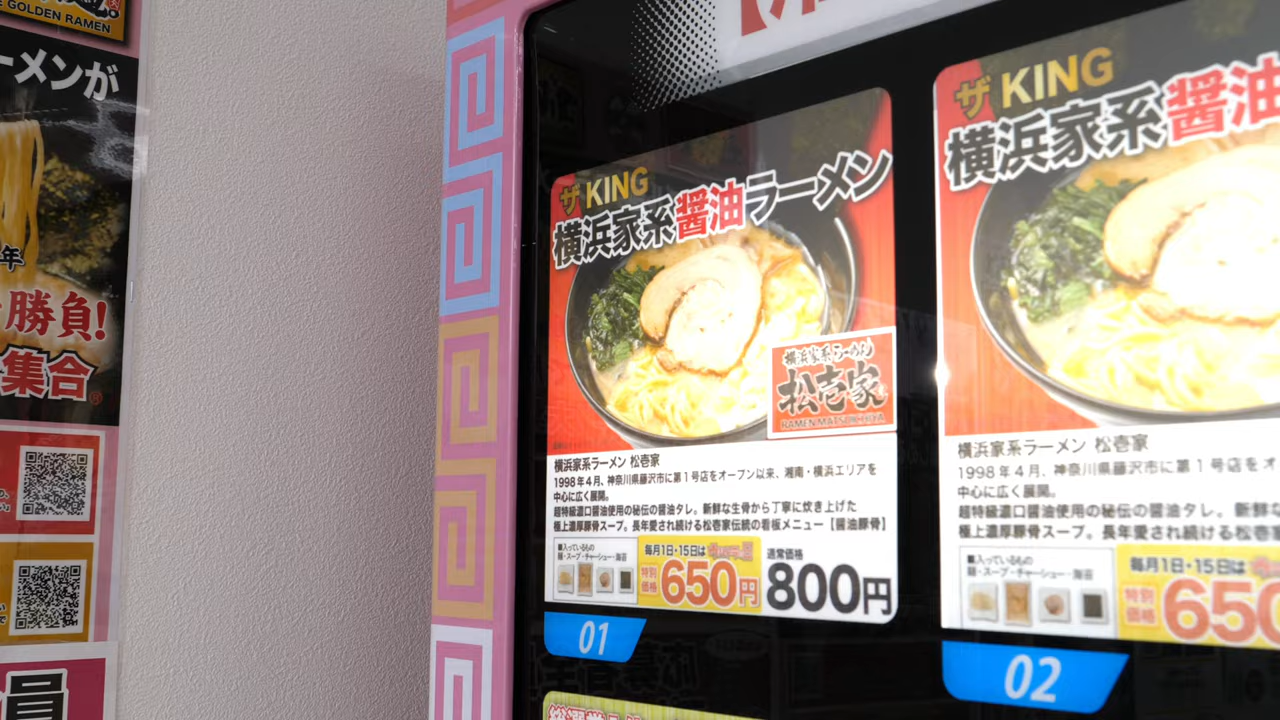 GOLDEN RAMEN
ーメンが
年
勝負!
集合
員
ザ KING
横浜家系醤油ラーメン
横浜家系らーめん
松壱家
RAMEN MATSUICHIYA
横浜家系ラーメン 松壱家
1998年4月、神奈川県藤沢市に第1号店をオープン以来、湘南・横浜エリアを
中心に広く展開。
超特級濃口醤油使用の秘伝の醤油タレ。新鮮な生骨から丁寧に炊き上げた
極上濃厚豚骨スープ。長年愛され続ける松壱家伝統の看板メニュー【醤油豚骨】
■入っているもの
麺・スープ・チャーシュー・海苔
毎月1日・15日は
特別価格
650円
通常価格
800円
01
ザ KING
横浜家系醤油
横浜家系ラーメン 松壱家
1998年4月、神奈川県藤沢市に第1号店をオ
中心に広く展開。
超特級濃口醤油使用の秘伝の醤油タレ。新鮮な
極上濃厚豚骨スープ。長年愛され続ける松壱
■入っているもの
麺・スープ・チャーシュー・海苔
毎月1日・15日は
特別価格
650
02